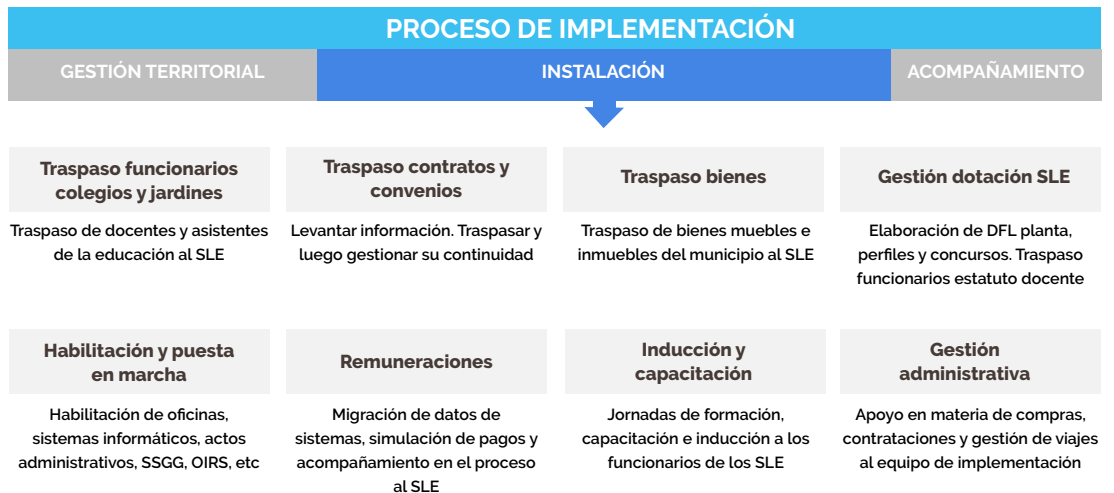 PROCESO DE IMPLEMENTACIÓN
GESTIÓN TERRITORIAL
INSTALACIÓN
ACOMPAÑAMIENTO
Traspaso funcionarios
colegios y jardines
Traspaso de docentes y asistentes
de la educación al SLE
Traspaso contratos y
convenios
Levantar información. Traspasar y
luego gestionar su continuidad
Traspaso bienes
Traspaso de bienes muebles e
inmuebles del municipio al SLE
Gestión dotación SLE
Elaboración de DFL planta,
perfiles y concursos. Traspaso
funcionarios estatuto docente
Habilitación y puesta
en marcha
Habilitación de oficinas,
sistemas informáticos, actos
administrativos, SSGG, OIRS, etc
Remuneraciones
Migración de datos de
sistemas, simulación de pagos y
acompañamiento en el proceso
al SLE
Inducción y
capacitación
Jornadas de formación,
capacitación e inducción a los
funcionarios de los SLE
Gestión
administrativa
Apoyo en materia de compras,
contrataciones y gestión de viajes
al equipo de implementación